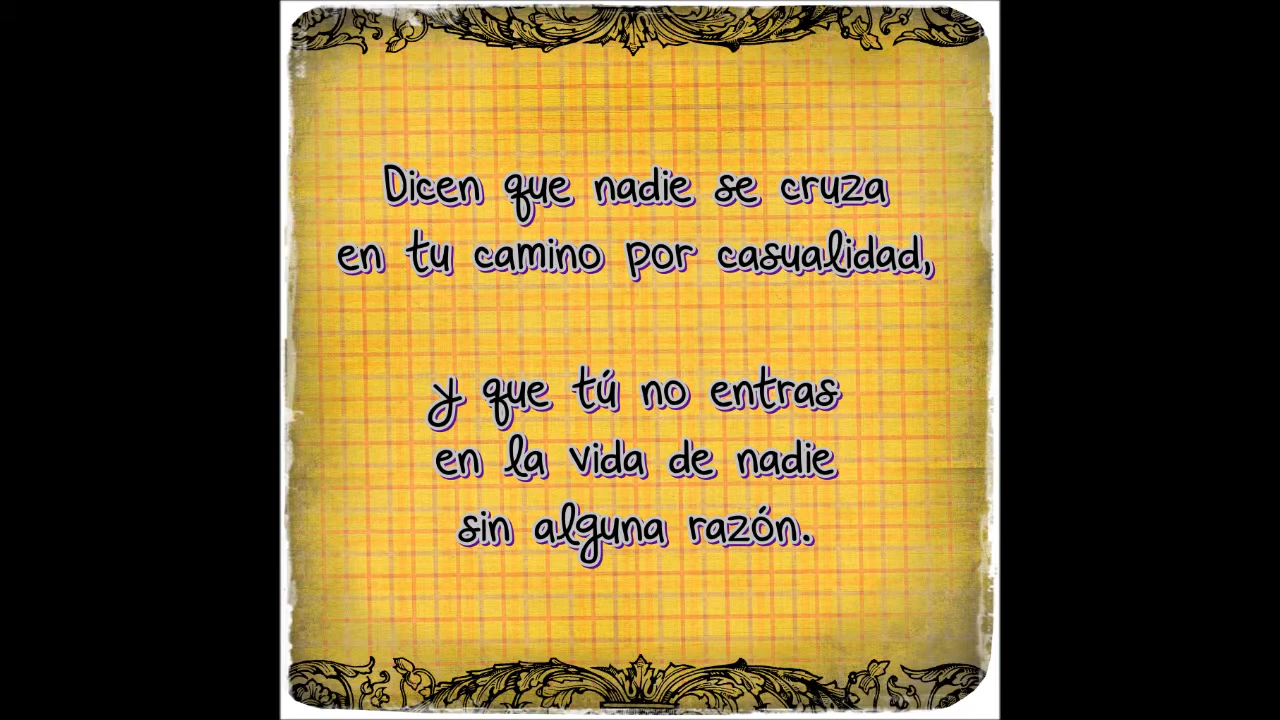 Dicen que nadie se cruza
en tu camino por casualidad,
y que tú no entras
en la vida de nadie
sin alguna razón.